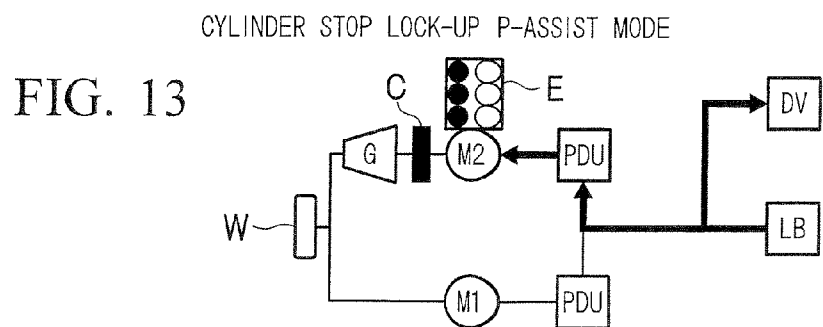 CYLINDER STOP LOCK-UP P-ASSIST MODE
FIG. 13
C
E
DV
G
M2
PDU
W
LB
M1
PDU